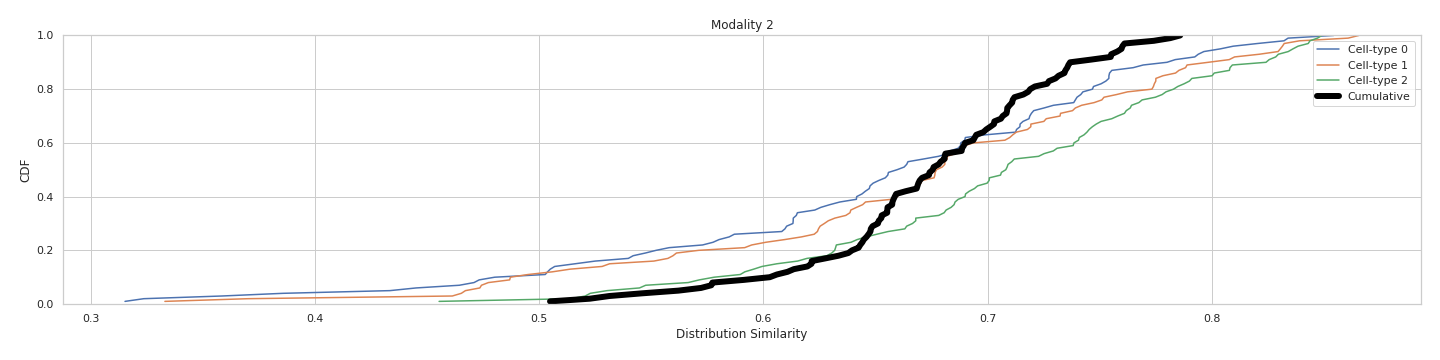 Modality 2
1.0
0.8
0.6
0.4
0.2
0.0
CDF
0.3 0.4 0.5 0.6 0.7 0.8
Distribution Similarity
Cell-type 0
Cell-type 1
Cell-type 2
Cumulative